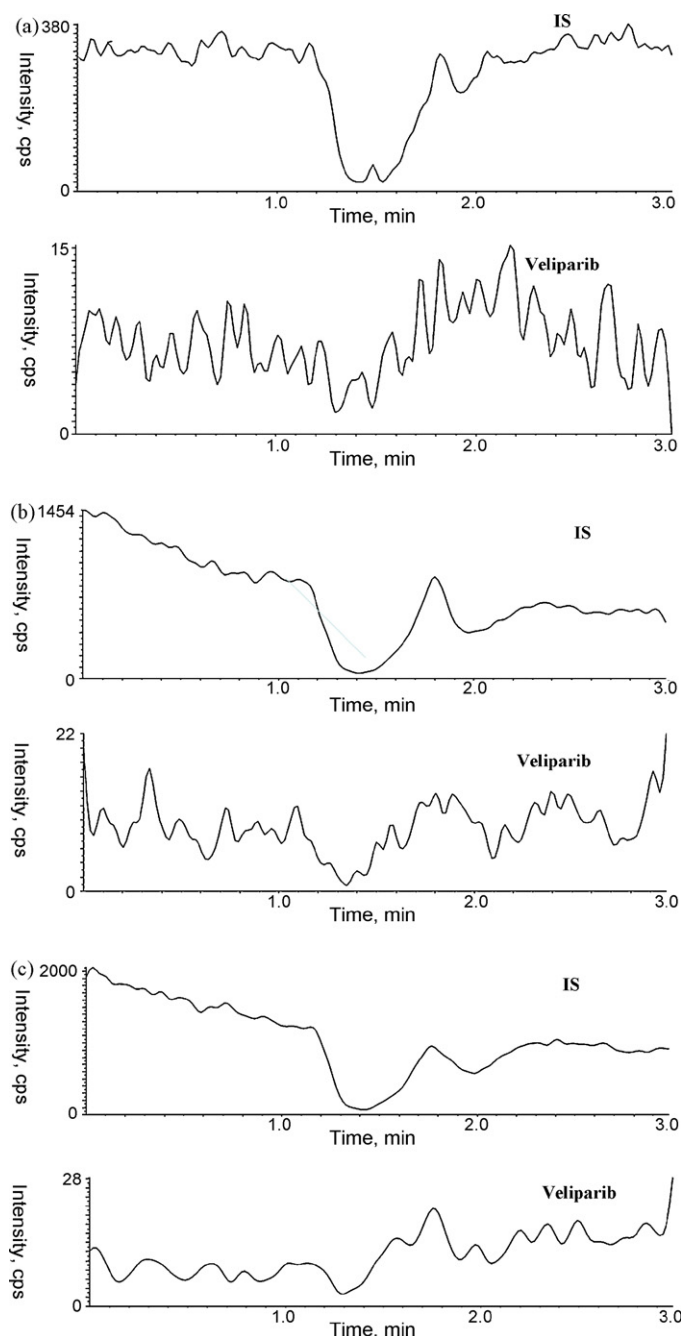 (a)
380
IS
Intensity, cps
0
1.0
2.0
3.0
Time, min
15
Veliparib
Intensity, cps
0
1.0
2.0
3.0
Time, min
(b)
1454
IS
Intensity, cps
0
1.0
2.0
3.0
Time, min
22
Veliparib
Intensity, cps
0
1.0
2.0
3.0
Time, min
(c)
2000
IS
Intensity, cps
0
1.0
2.0
3.0
Time, min
28
Veliparib
Intensity, cps
0
1.0
2.0
3.0
Time, min